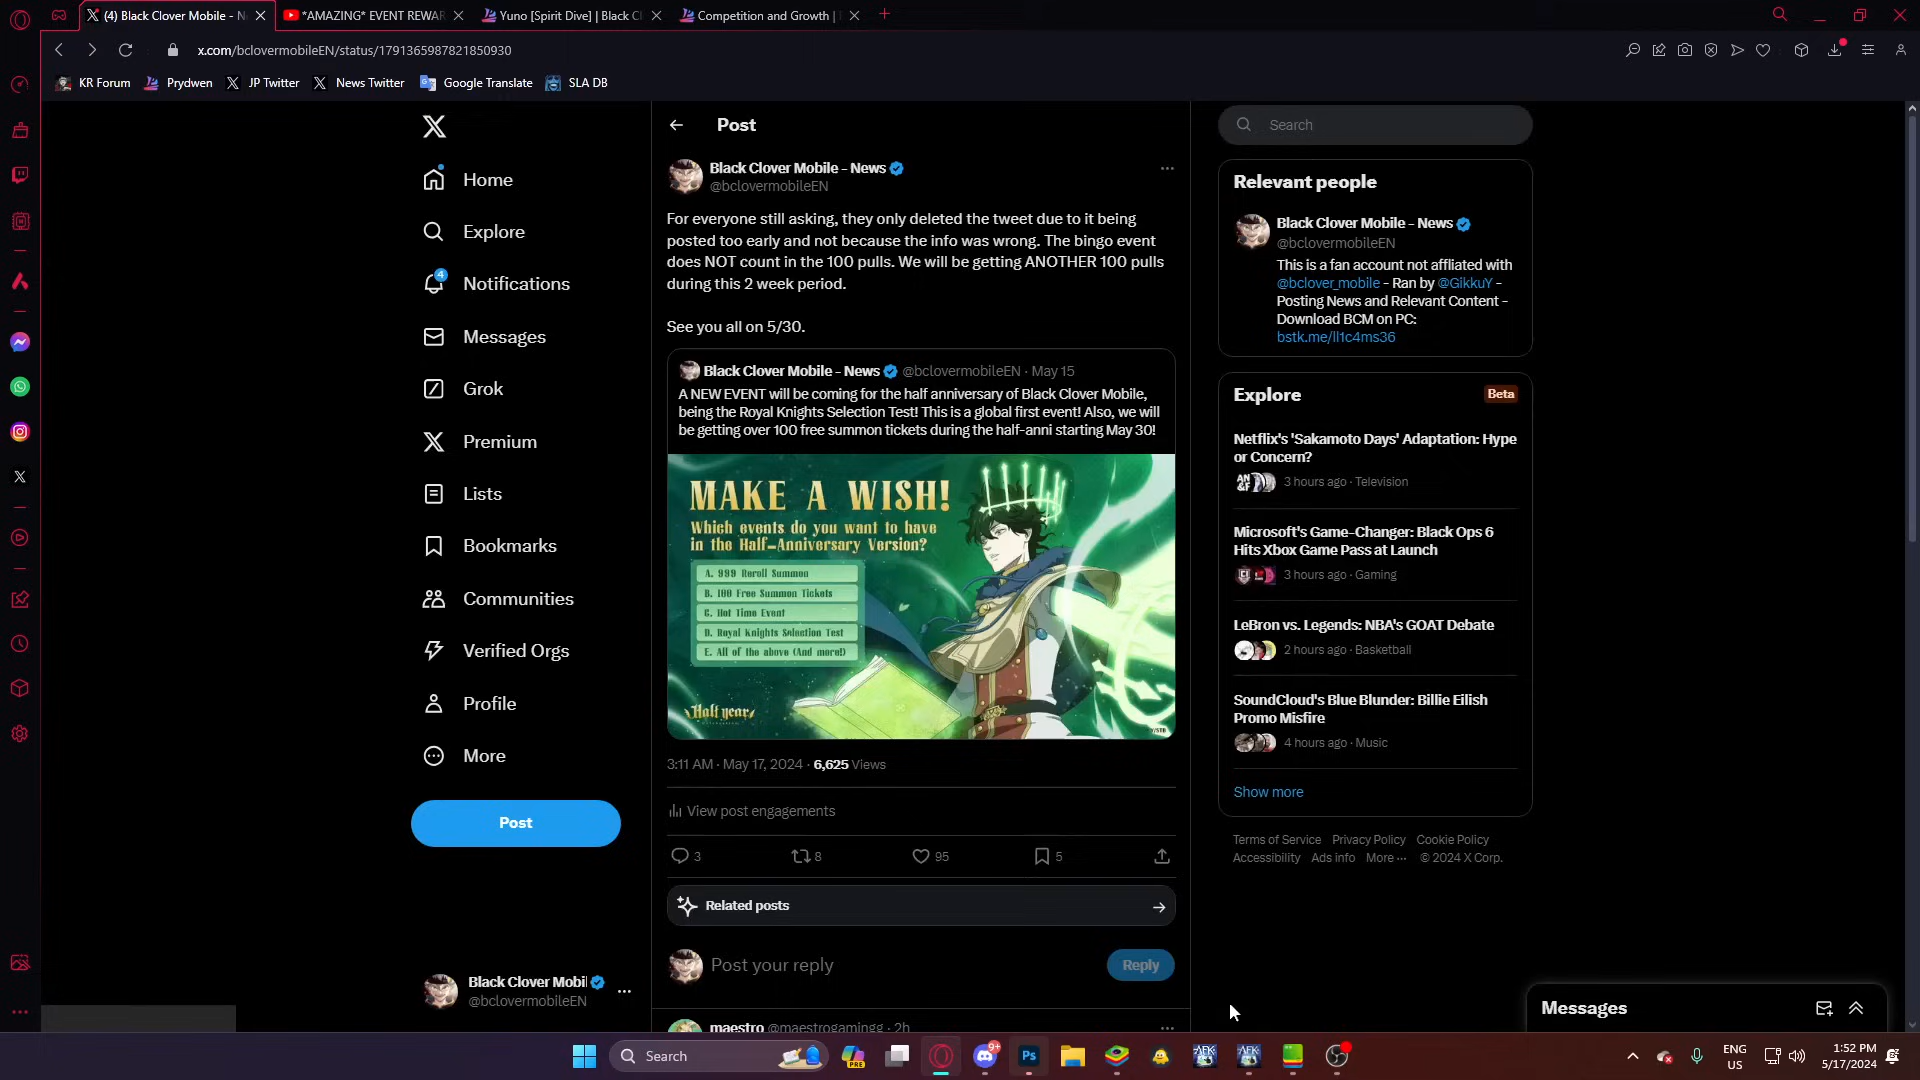 (4) Black Clover Mobile - N
*AMAZING* EVENT REWAR
Yuno [Spirit Dive] | Black C
Competition and Growth |
x.com/bclovermobileEN/status/1791365987821850930
KR Forum
Prydwen
JP Twitter
News Twitter
Google Translate
SLA DB
Home
Explore
4
Notifications
Messages
Grok
Premium
Lists
Bookmarks
Communities
Verified Orgs
Profile
More
Post
Black Clover Mobil
@bclovermobileEN
Post
Black Clover Mobile - News
@bclovermobileEN
For everyone still asking, they only deleted the tweet due to it being
posted too early and not because the info was wrong. The bingo event
does NOT count in the 100 pulls. We will be getting ANOTHER 100 pulls
during this 2 week period.
See you all on 5/30.
Black Clover Mobile - News @bclovermobileEN · May 15
A NEW EVENT will be coming for the half anniversary of Black Clover Mobile,
being the Royal Knights Selection Test! This is a global first event! Also, we will
be getting over 100 free summon tickets during the half-anni starting May 30!
MAKE A WISH!
Which events do you want to have
in the Half-Anniversary Version?
A. 999 Reroll Summon
B. 100 Free Summon Tickets
C. Hot Time Event
D. Royal Knights Selection Test
E. All of the above (And more!)
Half year
3:11 AM · May 17, 2024 · 6,625 Views
View post engagements
3
8
95
5
Related posts
Post your reply
Reply
maestro @maestrogamingg · 2h
Search
Relevant people
Black Clover Mobile - News
@bclovermobileEN
This is a fan account not affliated with
@bclover_mobile - Ran by @GikkuY -
Posting News and Relevant Content -
Download BCM on PC:
bstk.me/ll1c4ms36
Explore
Beta
Netflix's 'Sakamoto Days' Adaptation: Hype
or Concern?
3 hours ago · Television
Microsoft's Game-Changer: Black Ops 6
Hits Xbox Game Pass at Launch
3 hours ago · Gaming
LeBron vs. Legends: NBA's GOAT Debate
2 hours ago · Basketball
SoundCloud's Blue Blunder: Billie Eilish
Promo Misfire
4 hours ago · Music
Show more
Terms of Service Privacy Policy Cookie Policy
Accessibility Ads info More ··· © 2024 X Corp.
Messages
Search
PRE
9+
Ps
AFK
AFK
ENG
US
1:52 PM
5/17/2024